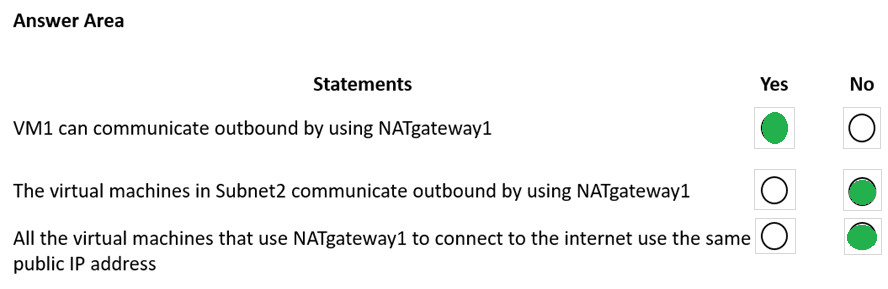 Answer Area
Statements Yes No
VM1 can communicate outbound by using NATgateway1
The virtual machines in Subnet2 communicate outbound by using NATgateway1
All the virtual machines that use NATgateway1 to connect to the internet use the same
public IP address